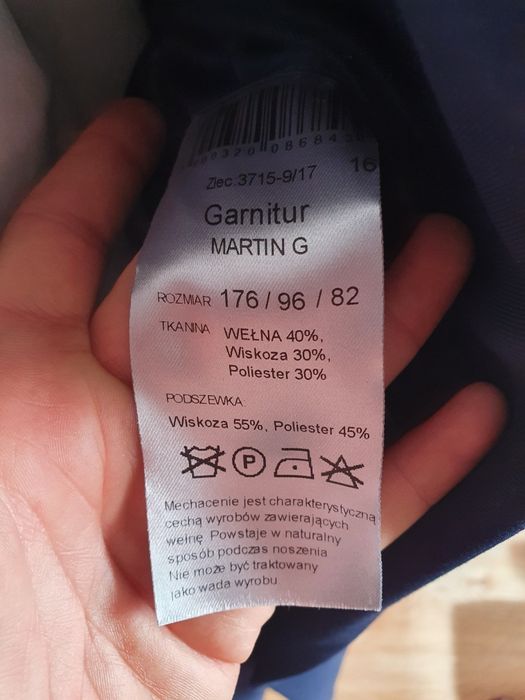 16
Zlec.3715-9/17
Garnitur
MARTIN G
ROZMIAR 176 / 96 / 82
TKANINA WEŁNA 40%,
Wiskoza 30%,
Poliester 30%
PODSZEWKA
Wiskoza 55%, Poliester 45%
P
Mechacenie jest charakterystyczną
cechą wyrobów zawierających
wełnę. Powstaje w naturalny
sposób podczas noszenia
Nie może być traktowany
jako wada wyrobu.